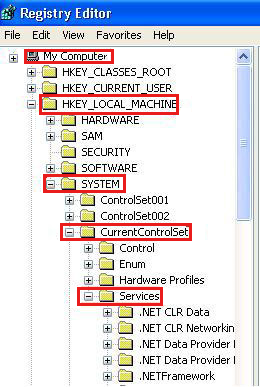 Registry Editor
File Edit View Favorites Help
My Computer
HKEY_CLASSES_ROOT
HKEY_CURRENT_USER
HKEY_LOCAL_MACHINE
HARDWARE
SAM
SECURITY
SOFTWARE
SYSTEM
ControlSet001
ControlSet002
CurrentControlSet
Control
Enum
Hardware Profiles
Services
.NET CLR Data
.NET CLR Networkin
.NET Data Provider
.NET Data Provider
.NETFramework